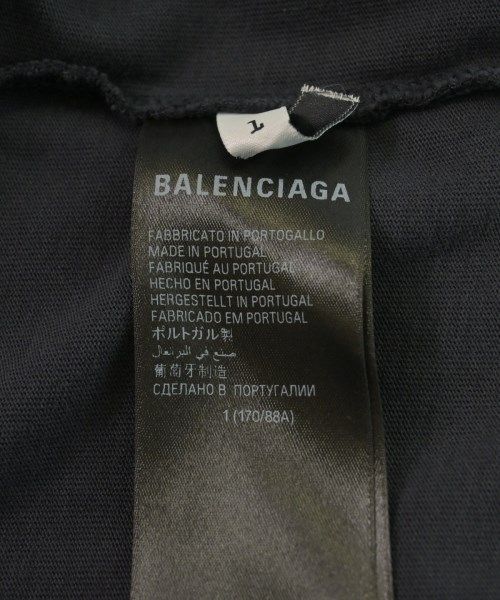 1
BALENCIAGA
FABBRICATO IN PORTOGALLO
MADE IN PORTUGAL
FABRIQUÉ AU PORTUGAL
HECHO EN PORTUGAL
HERGESTELLT IN PORTUGAL
FABRICADO EM PORTUGAL
ポルトガル製
صنع في البرتغال
葡萄牙制造
СДЕЛАНО В ПОРТУГАЛИИ
1 (170/88A)